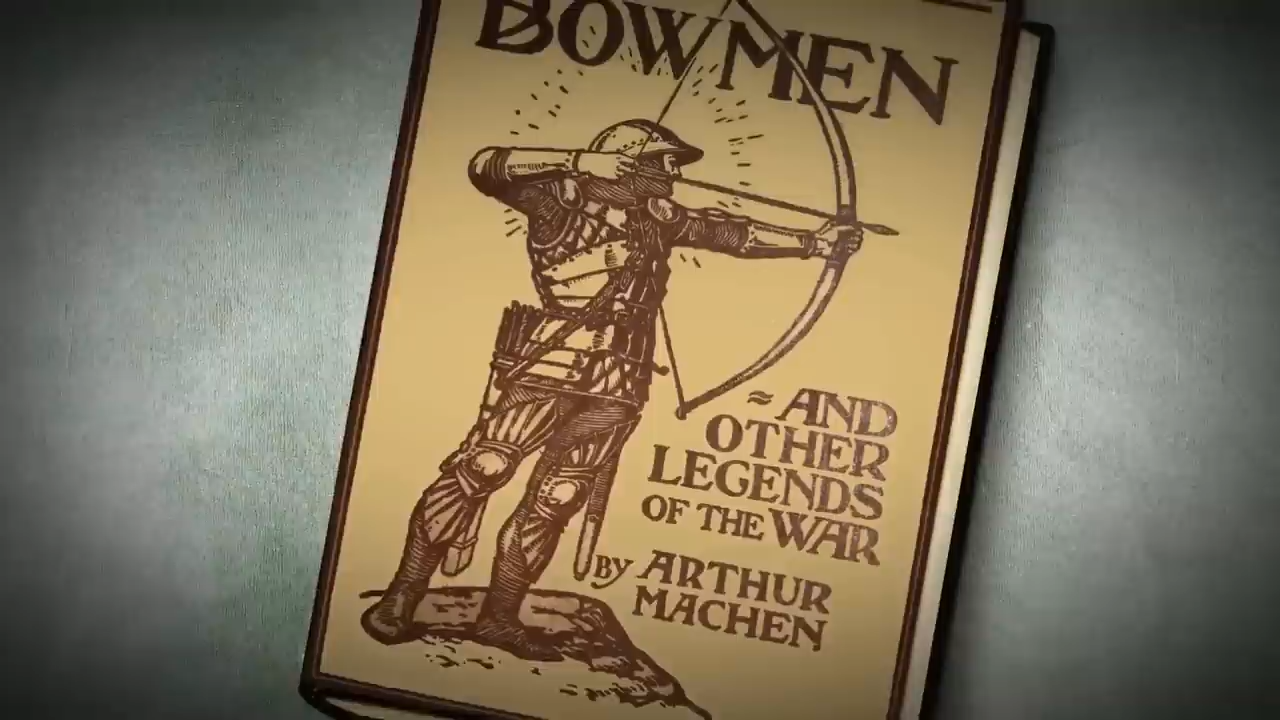 BOWMEN
~ AND
OTHER
LEGENDS
OF THE WAR
BY ARTHUR
MACHEN